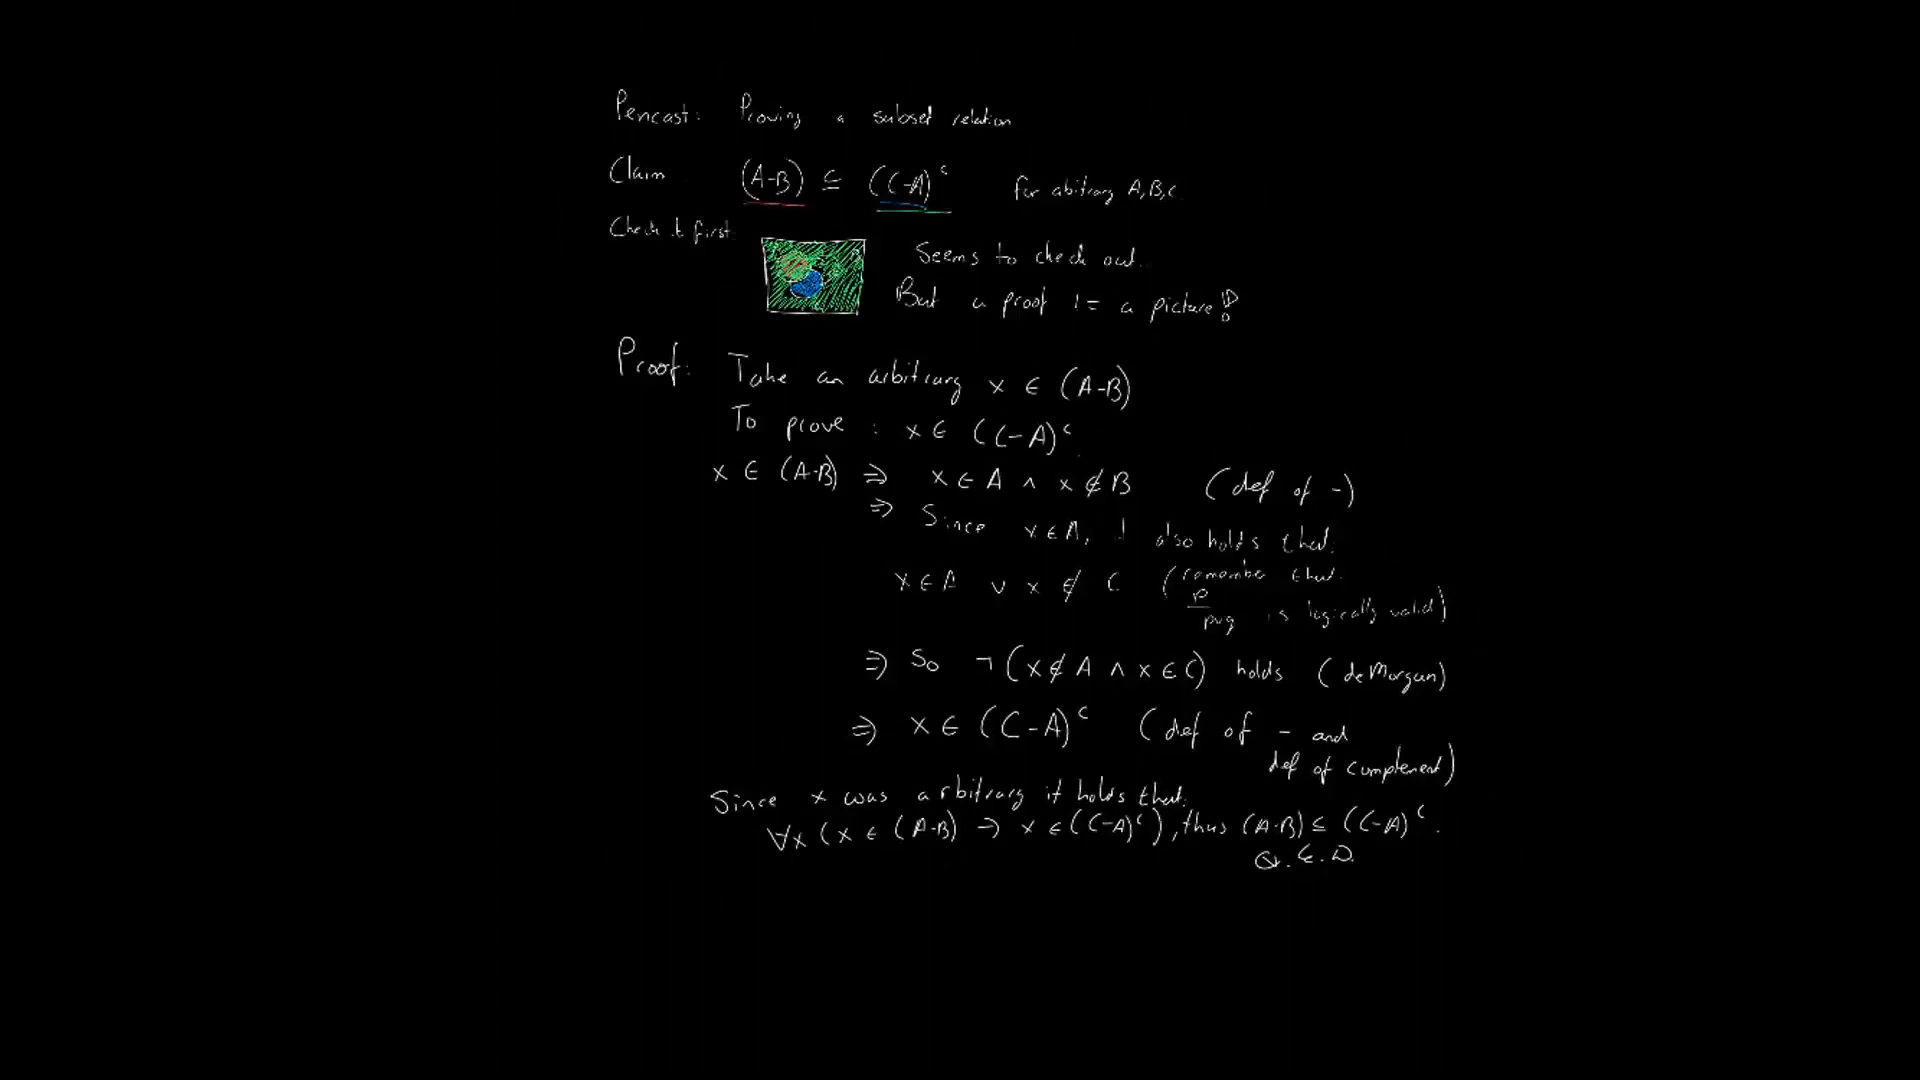 Pencast: Proving a subset relation
Claim (A-B) ⊆ (C-A)ᶜ for abitrary A,B,C.
Check it first:
Seems to check out.
But a proof != a picture!
Proof: Take an arbitrary x ∈ (A-B)
To prove: x ∈ (C-A)ᶜ
x ∈ (A-B) ⇒ x ∈ A ∧ x ∉ B (def of -)
⇒ Since x ∈ A, it also holds that:
x ∈ A ∨ x ∉ C (remember that
p
p∨q is logically valid)
⇒ So ¬(x ∉ A ∧ x ∈ C) holds (deMorgan)
⇒ x ∈ (C-A)ᶜ (def of - and
def of complement)
Since x was arbitrary it holds that:
∀x (x ∈ (A-B) → x ∈ (C-A)ᶜ), thus (A-B) ⊆ (C-A)ᶜ.
Q.E.D.